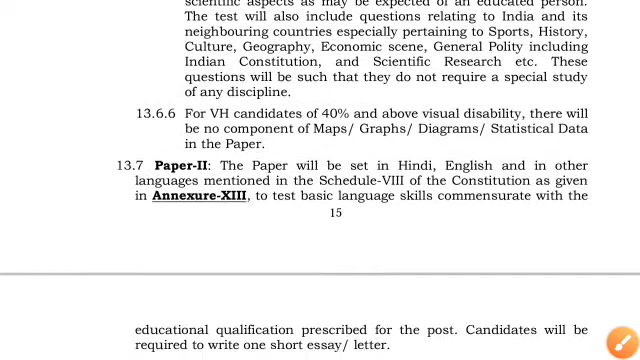 scientific aspects as may be expected of an educated person.
The test will also include questions relating to India and its
neighbouring countries especially pertaining to Sports, History,
Culture, Geography, Economic scene, General Polity including
Indian Constitution, and Scientific Research etc. These
questions will be such that they do not require a special study
of any discipline.
13.6.6 For VH candidates of 40% and above visual disability, there will
be no component of Maps/ Graphs/ Diagrams/ Statistical Data
in the Paper.
13.7 Paper-II: The Paper will be set in Hindi, English and in other
languages mentioned in the Schedule-VIII of the Constitution as given
in Annexure-XIII, to test basic language skills commensurate with the
15
educational qualification prescribed for the post. Candidates will be
required to write one short essay/ letter.